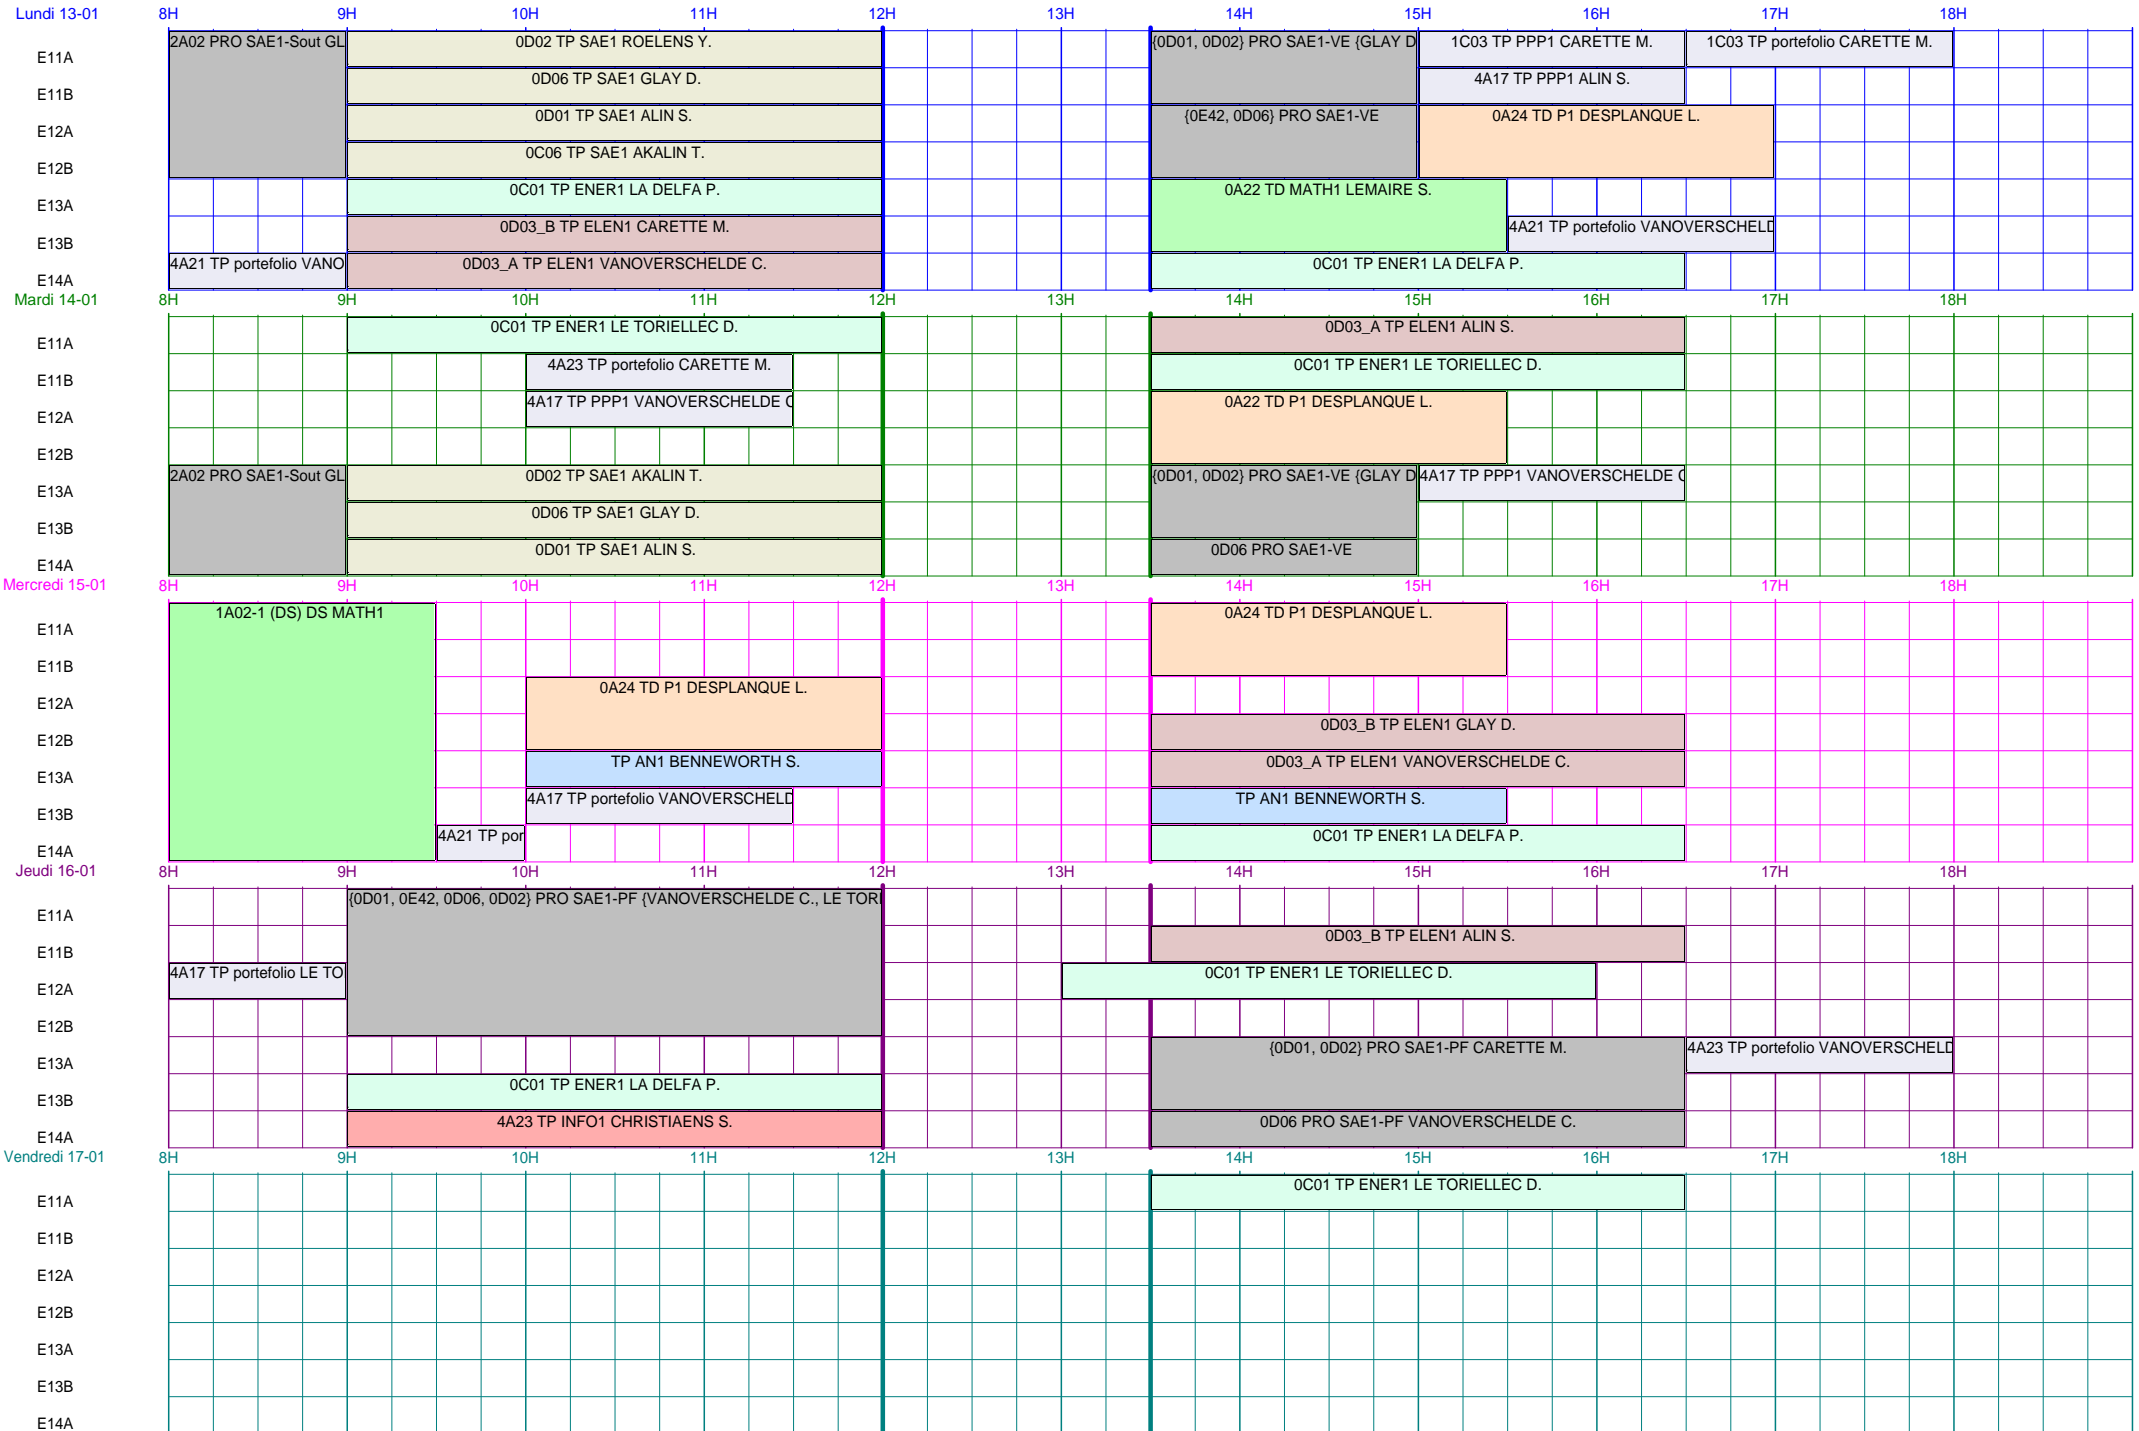 Lundi 13-01 8H 9H 10H 11H 12H 13H 14H 15H 16H 17H 18H
E11A 2A02 PRO SAE1-Sout GL 0D02 TP SAE1 ROELENS Y. {0D01, 0D02} PRO SAE1-VE {GLAY D 1C03 TP PPP1 CARETTE M. 1C03 TP portefolio CARETTE M.
E11B 0D06 TP SAE1 GLAY D. 4A17 TP PPP1 ALIN S.
E12A 0D01 TP SAE1 ALIN S. {0E42, 0D06} PRO SAE1-VE 0A24 TD P1 DESPLANQUE L.
E12B 0C06 TP SAE1 AKALIN T.
E13A 0C01 TP ENER1 LA DELFA P. 0A22 TD MATH1 LEMAIRE S.
E13B 0D03_B TP ELEN1 CARETTE M. 4A21 TP portefolio VANOVERSCHELD
E14A 4A21 TP portefolio VANO 0D03_A TP ELEN1 VANOVERSCHELDE C. 0C01 TP ENER1 LA DELFA P.
Mardi 14-01 8H 9H 10H 11H 12H 13H 14H 15H 16H 17H 18H
E11A 0C01 TP ENER1 LE TORIELLEC D. 0D03_A TP ELEN1 ALIN S.
E11B 4A23 TP portefolio CARETTE M. 0C01 TP ENER1 LE TORIELLEC D.
E12A 4A17 TP PPP1 VANOVERSCHELDE C 0A22 TD P1 DESPLANQUE L.
E12B
E13A 2A02 PRO SAE1-Sout GL 0D02 TP SAE1 AKALIN T. {0D01, 0D02} PRO SAE1-VE {GLAY D 4A17 TP PPP1 VANOVERSCHELDE C
E13B 0D06 TP SAE1 GLAY D.
E14A 0D01 TP SAE1 ALIN S. 0D06 PRO SAE1-VE
Mercredi 15-01 8H 9H 10H 11H 12H 13H 14H 15H 16H 17H 18H
E11A 1A02-1 (DS) DS MATH1 0A24 TD P1 DESPLANQUE L.
E11B
E12A 0A24 TD P1 DESPLANQUE L.
E12B 0D03_B TP ELEN1 GLAY D.
E13A TP AN1 BENNEWORTH S. 0D03_A TP ELEN1 VANOVERSCHELDE C.
E13B 4A17 TP portefolio VANOVERSCHELD TP AN1 BENNEWORTH S.
E14A 4A21 TP por 0C01 TP ENER1 LA DELFA P.
Jeudi 16-01 8H 9H 10H 11H 12H 13H 14H 15H 16H 17H 18H
E11A {0D01, 0E42, 0D06, 0D02} PRO SAE1-PF {VANOVERSCHELDE C., LE TORI
E11B 0D03_B TP ELEN1 ALIN S.
E12A 4A17 TP portefolio LE TO 0C01 TP ENER1 LE TORIELLEC D.
E12B
E13A {0D01, 0D02} PRO SAE1-PF CARETTE M. 4A23 TP portefolio VANOVERSCHELD
E13B 0C01 TP ENER1 LA DELFA P.
E14A 4A23 TP INFO1 CHRISTIAENS S. 0D06 PRO SAE1-PF VANOVERSCHELDE C.
Vendredi 17-01 8H 9H 10H 11H 12H 13H 14H 15H 16H 17H 18H
E11A 0C01 TP ENER1 LE TORIELLEC D.
E11B
E12A
E12B
E13A
E13B
E14A